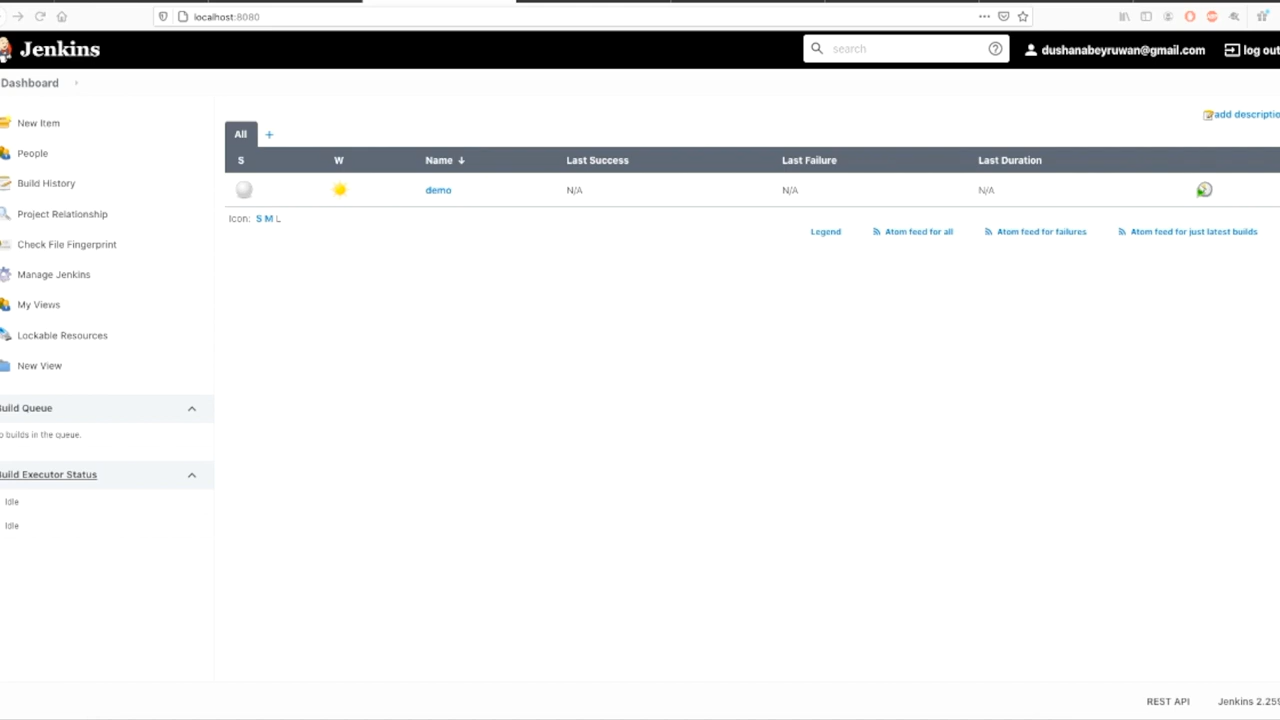 localhost:8080
Jenkins
search
dushanabeyruwan@gmail.com
log out
Dashboard
New Item
People
Build History
Project Relationship
Check File Fingerprint
Manage Jenkins
My Views
Lockable Resources
New View
Build Queue
o builds in the queue.
Build Executor Status
Idle
Idle
add descriptio
All +
S W Name ↓ Last Success Last Failure Last Duration
demo N/A N/A N/A
Icon: S M L
Legend Atom feed for all Atom feed for failures Atom feed for just latest builds
REST API Jenkins 2.259